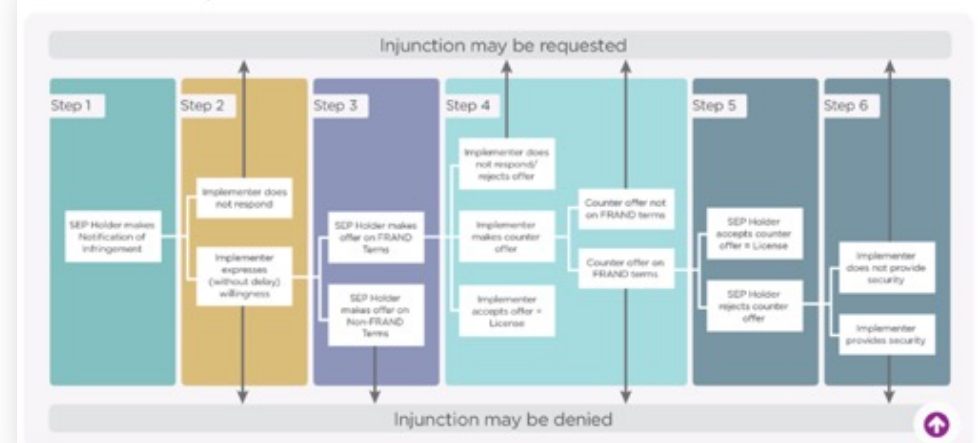 Injunction may be requested
Step 1
Step 2
Step 3
Step 4
Step 5
Step 6
SEP Holder makes
Notification of
Infringement
Implementer does
not respond
Implementer
expresses
(without delay)
willingness
SEP Holder makes
offer on FRAND
Terms
SEP Holder
makes offer on
Non-FRAND
Terms
Implementer does
not respond/
rejects offer
Implementer
makes counter
offer
Implementer
accepts offer =
License
Counter offer not
on FRAND terms
Counter offer on
FRAND terms
SEP Holder
accepts counter
offer = License
SEP Holder
rejects counter
offer
Implementer
does not provide
security
Implementer
provides security
Injunction may be denied